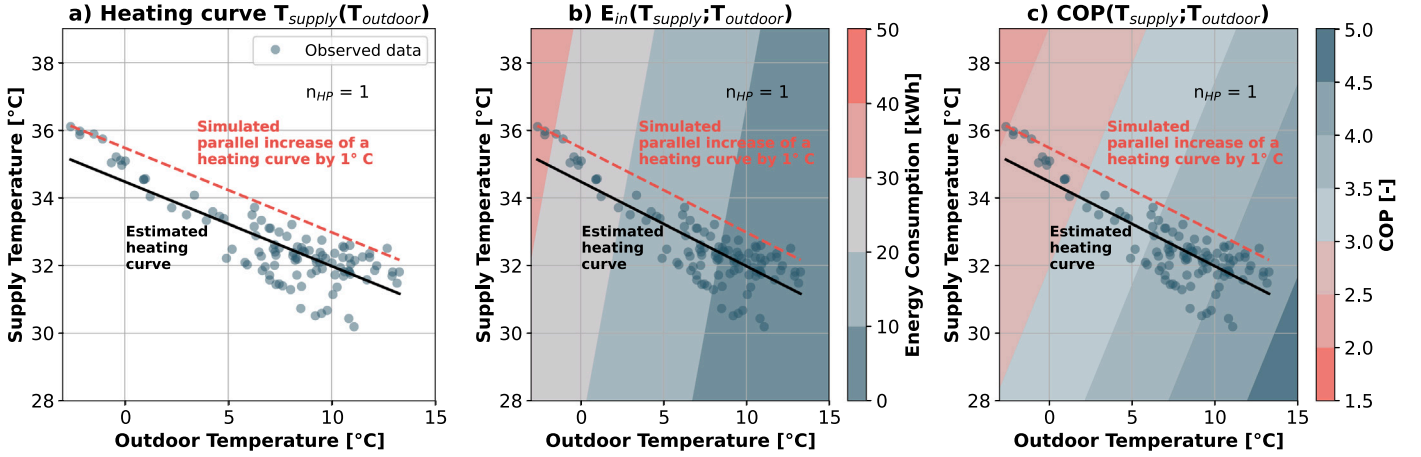 a) Heating curve T_supply(T_outdoor)
Observed data
n_HP = 1
Simulated
parallel increase of a
heating curve by 1° C
Estimated
heating
curve
38
36
34
32
30
28
Supply Temperature [°C]
0
5
10
15
Outdoor Temperature [°C]
b) E_in(T_supply;T_outdoor)
n_HP = 1
Simulated
parallel increase of a
heating curve by 1° C
Estimated
heating
curve
38
36
34
32
30
28
Supply Temperature [°C]
0
5
10
15
Outdoor Temperature [°C]
50
40
30
20
10
0
Energy Consumption [kWh]
c) COP(T_supply;T_outdoor)
n_HP = 1
Simulated
parallel increase of a
heating curve by 1° C
Estimated
heating
curve
38
36
34
32
30
28
Supply Temperature [°C]
0
5
10
15
Outdoor Temperature [°C]
5.0
4.5
4.0
3.5
3.0
2.5
2.0
1.5
COP [-]